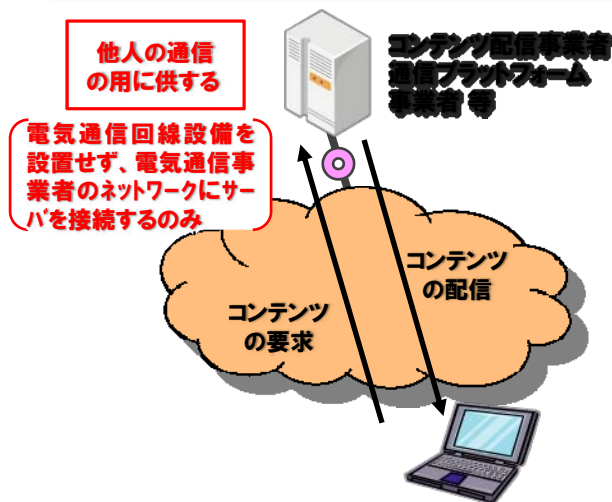 他人の通信
の用に供する
コンテンツ配信事業者
通信プラットフォーム
事業者 等
電気通信回線設備を
設置せず、電気通信事
業者のネットワークにサー
バを接続するのみ
コンテンツ
の配信
コンテンツ
の要求